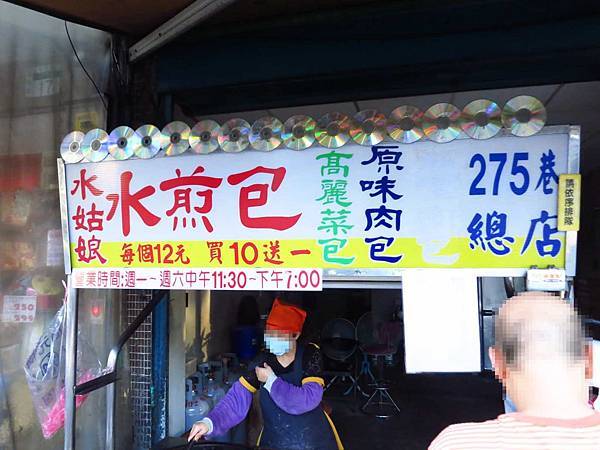 水姑娘
水煎包
每個12元 買10送一
高麗菜包
原味肉包
275巷
總店
請依序排隊
營業時間:週一~週六中午11:30~下午7:00